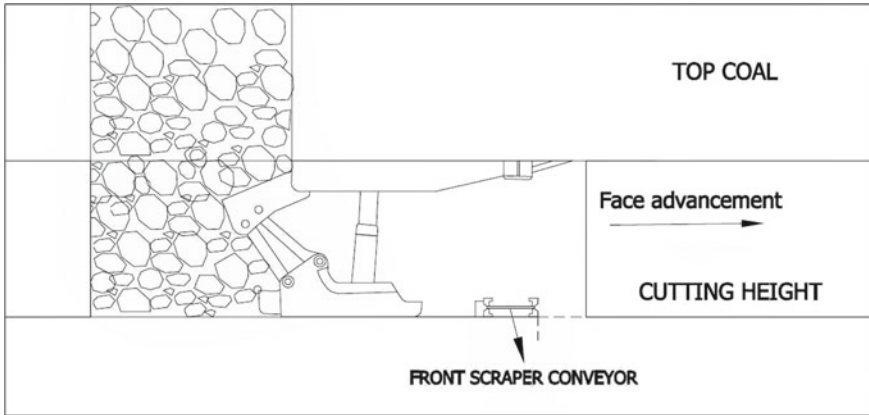 TOP COAL
Face advancement
CUTTING HEIGHT
FRONT SCRAPER CONVEYOR